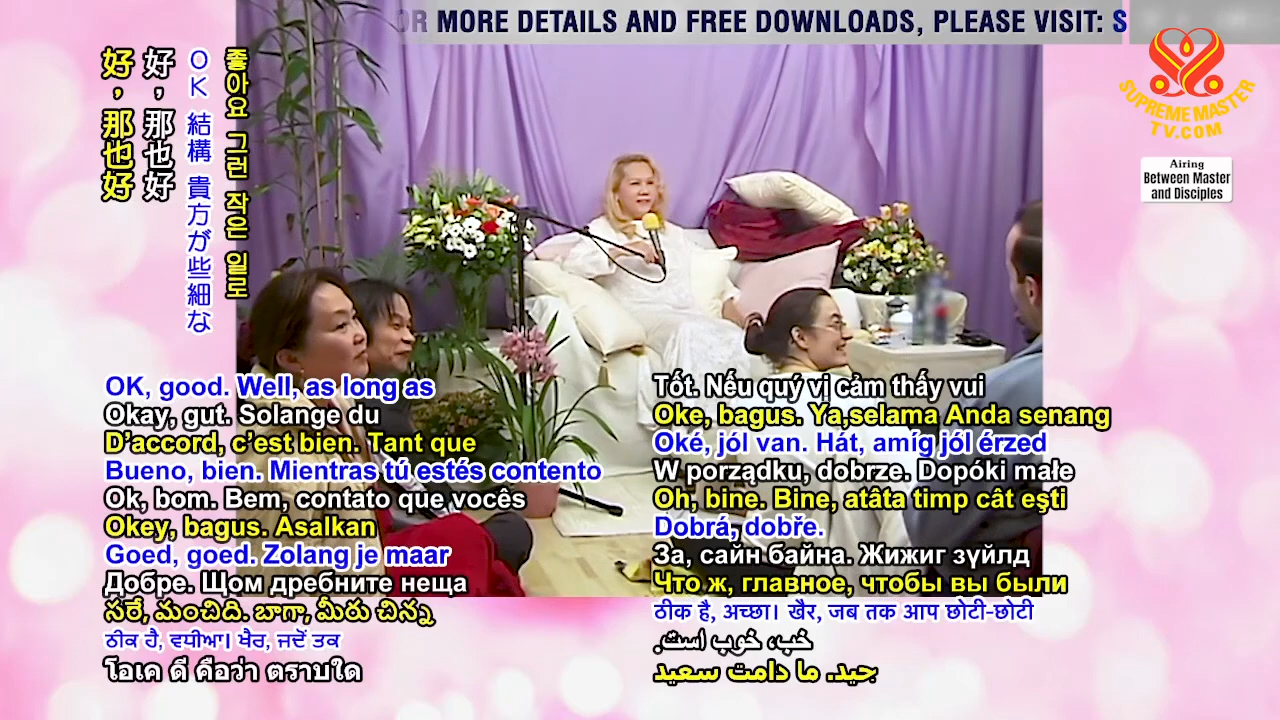 OR MORE DETAILS AND FREE DOWNLOADS, PLEASE VISIT: S
SUPREME MASTER
TV.COM
Airing
Between Master
and Disciples
좋아요 그런 작은 일로
OK 結構 貴方が些細な
好，那也好
好，那也好
OK, good. Well, as long as
Okay, gut. Solange du
D’accord, c’est bien. Tant que
Bueno, bien. Mientras tú estés contento
Ok, bom. Bem, contato que vocês
Okey, bagus. Asalkan
Goed, goed. Zolang je maar
Добре. Щом дребните неща
సరే, మంచిది. బాగా, మీరు చిన్న
ਠੀਕ ਹੈ, ਵਧੀਆ। ਖੈਰ, ਜਦੋਂ ਤਕ
โอเค ดี คือว่า ตราบใด
Tốt. Nếu quý vị cảm thấy vui
Oke, bagus. Ya,selama Anda senang
Oké, jól van. Hát, amíg jól érzed
W porządku, dobrze. Dopóki małe
Oh, bine. Bine, atâta timp cât eşti
Dobrá, dobře.
За, сайн байна. Жижиг зүйлд
Что ж, главное, чтобы вы были
ठीक है, अच्छा। खैर, जब तक आप छोटी-छोटी
خب، خوب است.
جيد. ما دامت سعيد